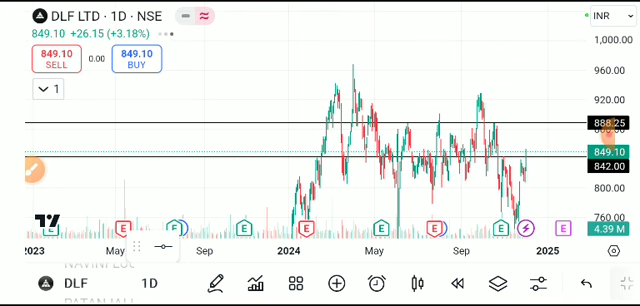 DLF LTD · 1D · NSE
INR
849.10 +26.15 (+3.18%)
849.10
SELL
0.00
849.10
BUY
1
1,000.00
960.00
920.00
888.25
849.10
842.00
800.00
760.00
4.39 M
E E E E E E E E E
2023 May Sep 2024 May Sep 2025
DLF 1D